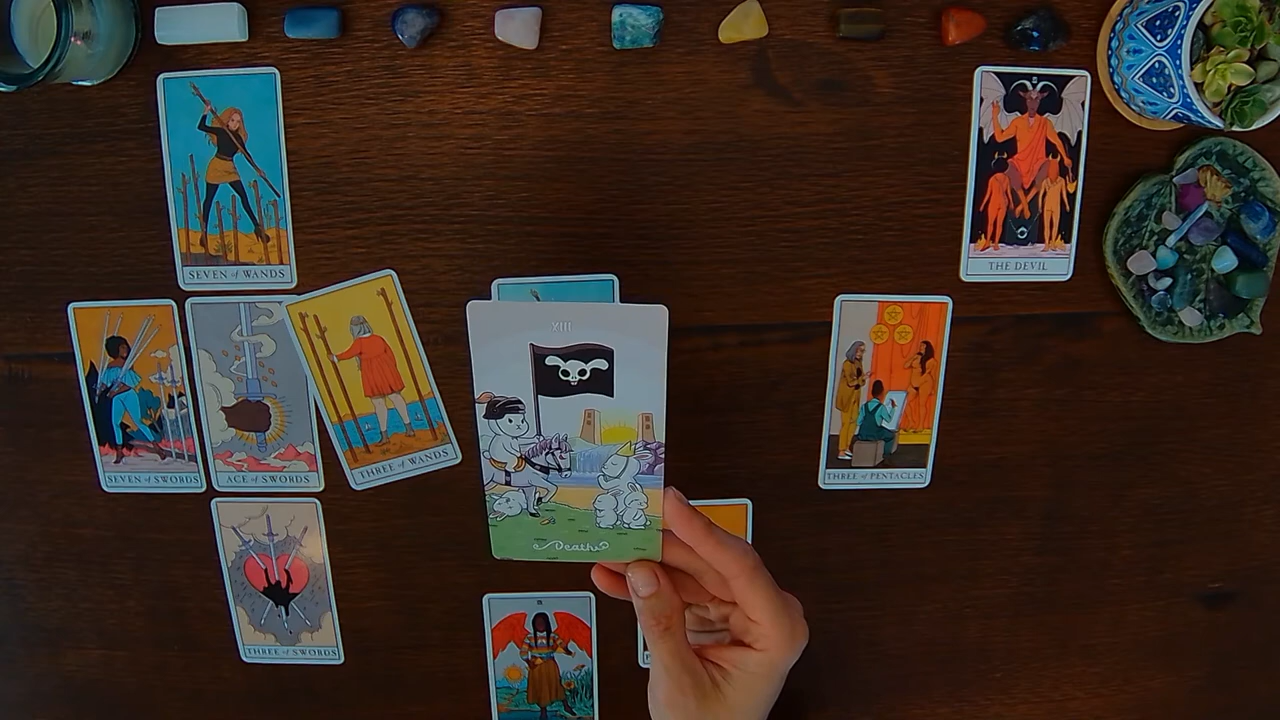 SEVEN of WANDS
THE DEVIL
XIII
SEVEN of SWORDS
ACE of SWORDS
THREE of WANDS
THREE of PENTACLES
Death
THREE of SWORDS